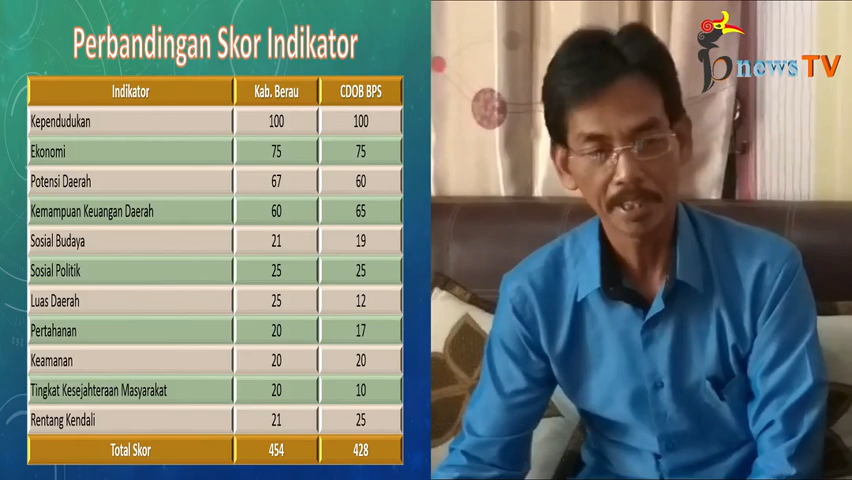 Perbandingan Skor Indikator
Indikator Kab. Berau CDOB BPS
Kependudukan 100 100
Ekonomi 75 75
Potensi Daerah 67 60
Kemampuan Keuangan Daerah 60 65
Sosial Budaya 21 19
Sosial Politik 25 25
Luas Daerah 25 12
Pertahanan 20 17
Keamanan 20 20
Tingkat Kesejahteraan Masyarakat 20 10
Rentang Kendali 21 25
Total Skor 454 428
news TV